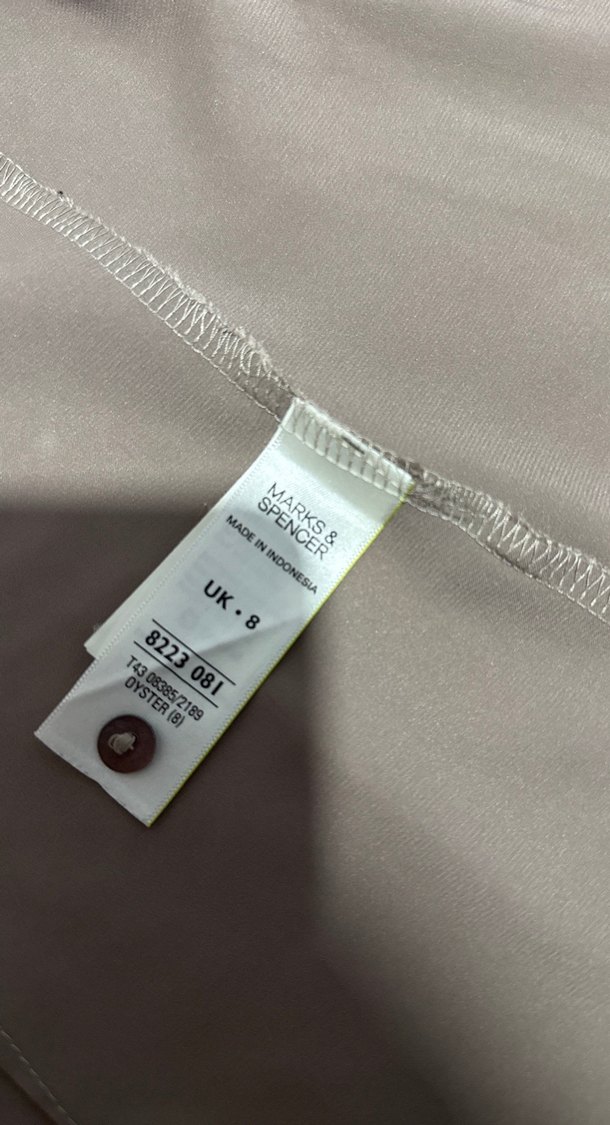 MARKS &
SPENCER
MADE IN INDONESIA
UK • 8
8223 081
T43 08385/2189
OYSTER (8)